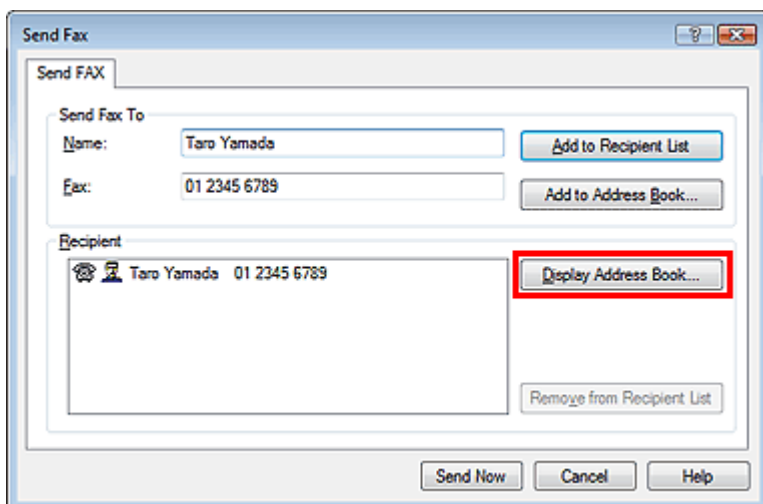 Send Fax
Send FAX
Send Fax To
Name:
Taro Yamada
Add to Recipient List
Fax:
01 2345 6789
Add to Address Book...
Recipient
Taro Yamada 01 2345 6789
Display Address Book...
Remove from Recipient List
Send Now Cancel Help